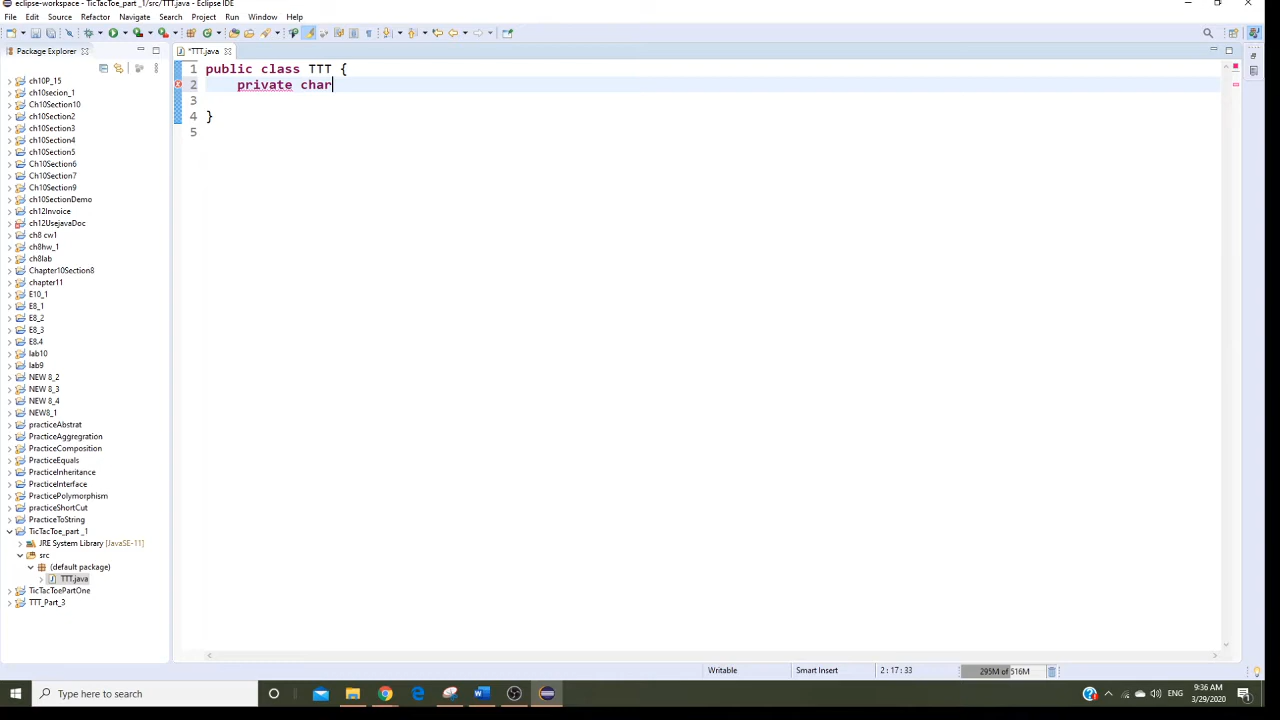 eclipse-workspace - TicTacToe_part _1/src/TTT.java - Eclipse IDE
File Edit Source Refactor Navigate Search Project Run Window Help
Package Explorer
*TTT.java
1 public class TTT {
2 private char
3
4 }
5
ch10P_15
ch10secion_1
Ch10Section10
ch10Section2
ch10Section3
ch10Section4
ch10Section5
Ch10Section6
Ch10Section7
Ch10Section9
ch10SectionDemo
ch12Invoice
ch12UsejavaDoc
ch8 cw1
ch8hw_1
ch8lab
Chapter10Section8
chapter11
E10_1
E8_1
E8_2
E8_3
E8.4
lab10
lab9
NEW 8_2
NEW 8_3
NEW 8_4
NEW8_1
practiceAbstrat
PracticeAggregration
PracticeComposition
PracticeEquals
PracticeInheritance
PracticeInterface
PracticePolymorphism
practiceShortCut
PracticeToString
TicTacToe_part _1
JRE System Library [JavaSE-11]
src
(default package)
TTT.java
TicTacToePartOne
TTT_Part_3
Writable Smart Insert 2 : 17 : 33 295M of 516M
Type here to search
ENG
9:36 AM
3/29/2020